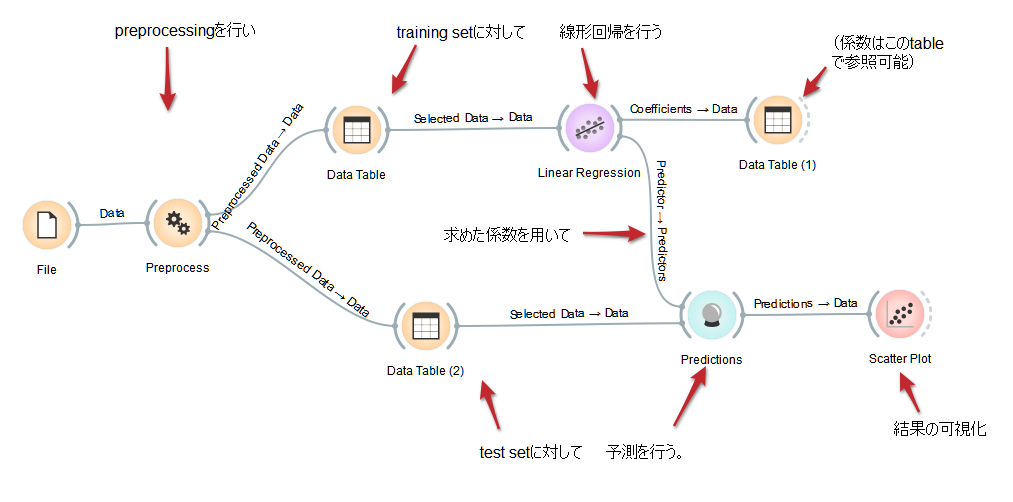 preprocessingを行い
training setに対して
線形回帰を行う
（係数はこのtable
で参照可能）
Preprocessed Data → Data
Selected Data → Data
Coefficients → Data
Data Table
Linear Regression
Data Table (1)
Data
File
Preprocess
Preprocessed Data → Data
Predictor → Predictors
求めた係数を用いて
Selected Data → Data
Predictions → Data
Data Table (2)
Predictions
Scatter Plot
test setに対して
予測を行う。
結果の可視化